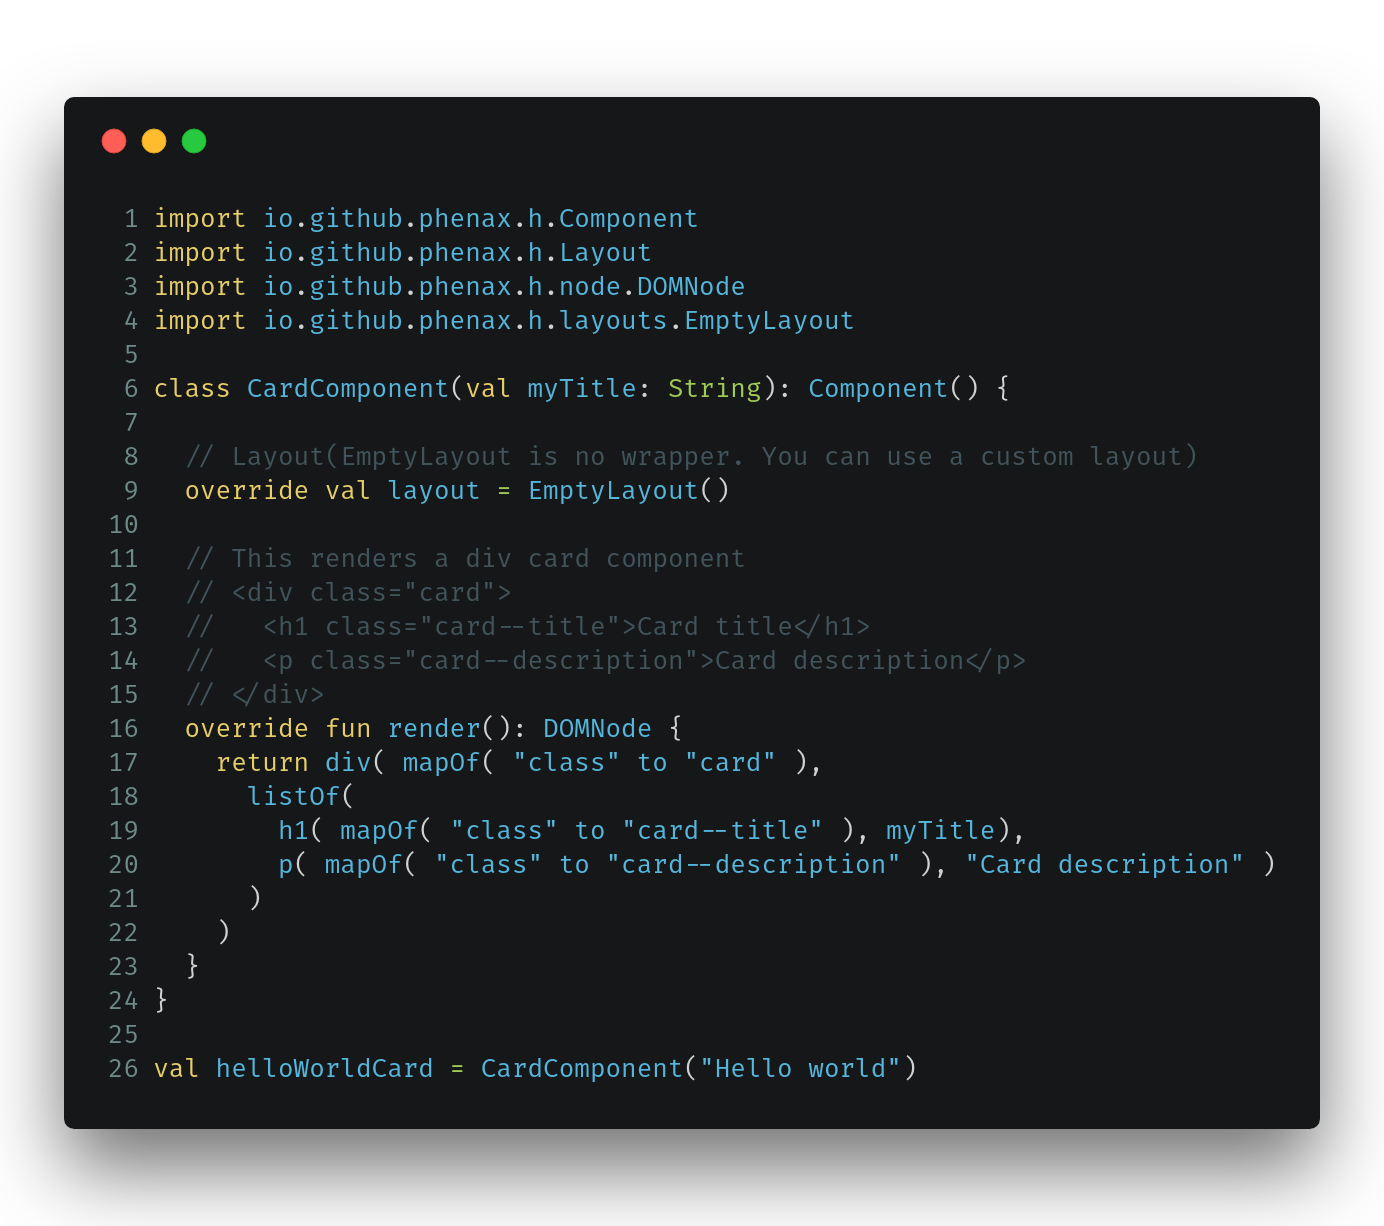 1 import io.github.phenax.h.Component
2 import io.github.phenax.h.Layout
3 import io.github.phenax.h.node.DOMNode
4 import io.github.phenax.h.layouts.EmptyLayout
5
6 class CardComponent(val myTitle: String): Component() {
7
8   // Layout(EmptyLayout is no wrapper. You can use a custom layout)
9   override val layout = EmptyLayout()
10
11   // This renders a div card component
12   // <div class="card">
13   //   <h1 class="card--title">Card title</h1>
14   //   <p class="card--description">Card description</p>
15   // </div>
16   override fun render(): DOMNode {
17     return div( mapOf( "class" to "card" ),
18       listOf(
19         h1( mapOf( "class" to "card--title" ), myTitle),
20         p( mapOf( "class" to "card--description" ), "Card description" )
21       )
22     )
23   }
24 }
25
26 val helloWorldCard = CardComponent("Hello world")